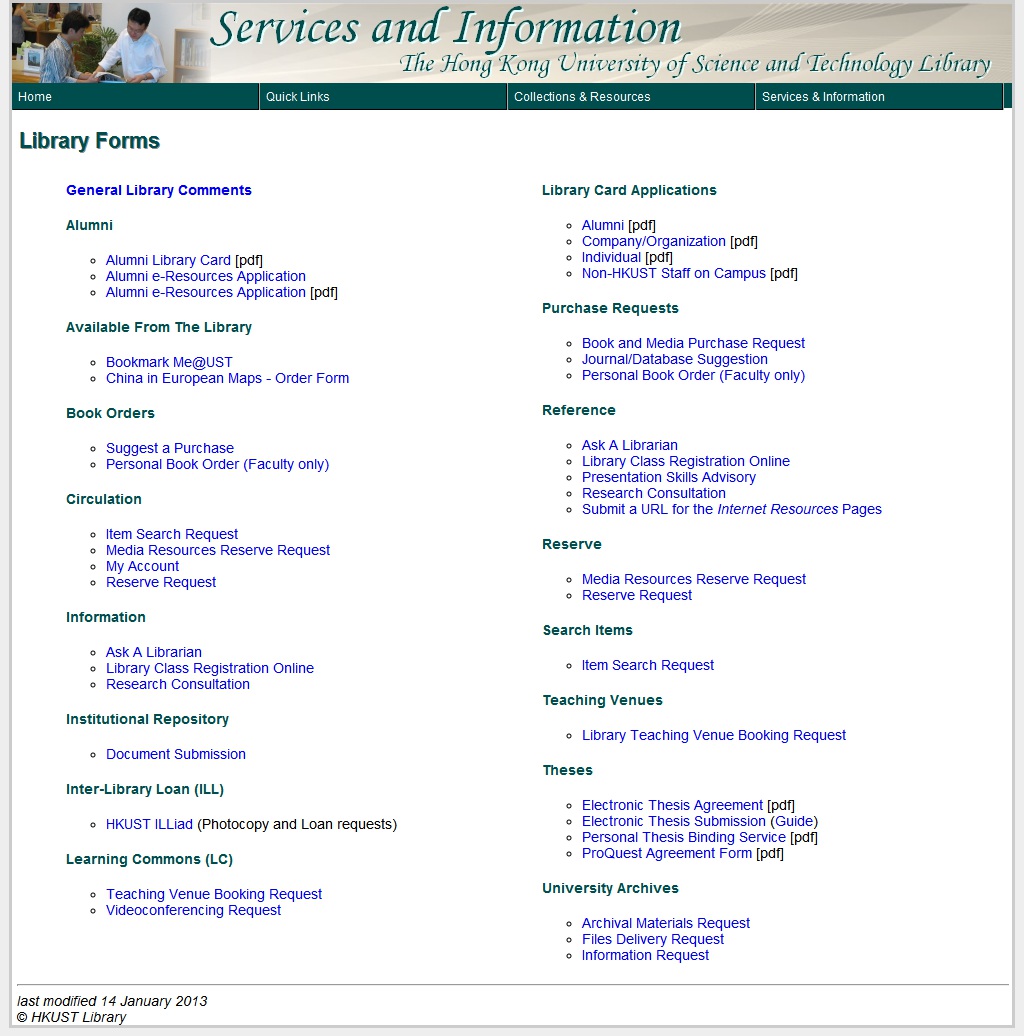 Services and Information
The Hong Kong University of Science and Technology Library
Home
Quick Links
Collections & Resources
Services & Information
Library Forms
General Library Comments
Alumni
Alumni Library Card [pdf]
Alumni e-Resources Application
Alumni e-Resources Application [pdf]
Available From The Library
Bookmark Me@UST
China in European Maps - Order Form
Book Orders
Suggest a Purchase
Personal Book Order (Faculty only)
Circulation
Item Search Request
Media Resources Reserve Request
My Account
Reserve Request
Information
Ask A Librarian
Library Class Registration Online
Research Consultation
Institutional Repository
Document Submission
Inter-Library Loan (ILL)
HKUST ILLiad (Photocopy and Loan requests)
Learning Commons (LC)
Teaching Venue Booking Request
Videoconferencing Request
Library Card Applications
Alumni [pdf]
Company/Organization [pdf]
Individual [pdf]
Non-HKUST Staff on Campus [pdf]
Purchase Requests
Book and Media Purchase Request
Journal/Database Suggestion
Personal Book Order (Faculty only)
Reference
Ask A Librarian
Library Class Registration Online
Presentation Skills Advisory
Research Consultation
Submit a URL for the Internet Resources Pages
Reserve
Media Resources Reserve Request
Reserve Request
Search Items
Item Search Request
Teaching Venues
Library Teaching Venue Booking Request
Theses
Electronic Thesis Agreement [pdf]
Electronic Thesis Submission (Guide)
Personal Thesis Binding Service [pdf]
ProQuest Agreement Form [pdf]
University Archives
Archival Materials Request
Files Delivery Request
Information Request
last modified 14 January 2013
© HKUST Library